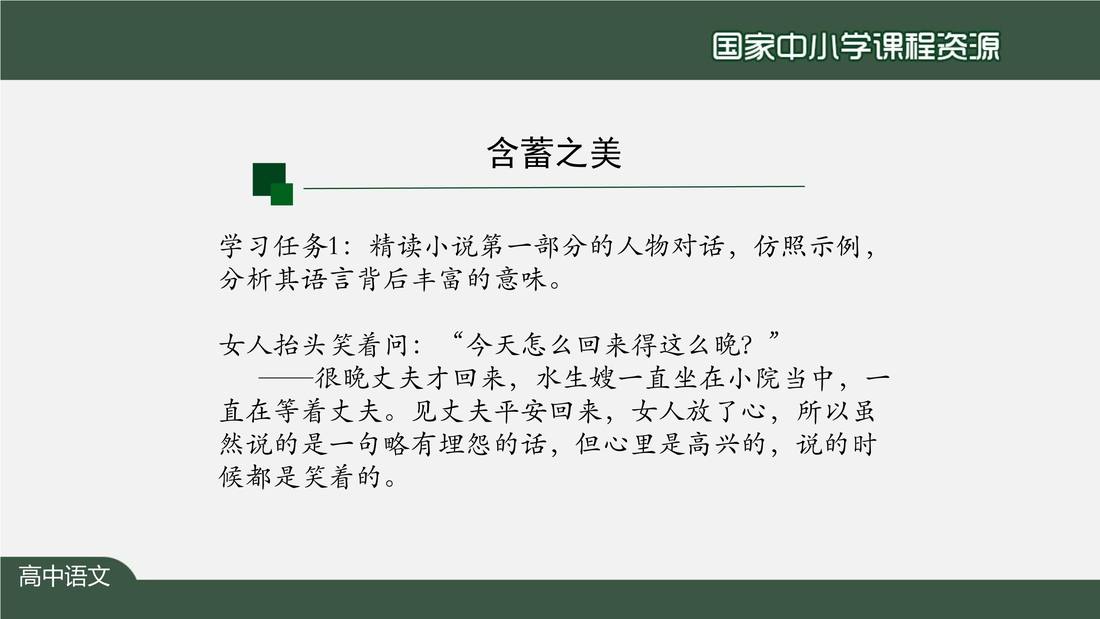 国家中小学课程资源
含蓄之美
学习任务1：精读小说第一部分的人物对话，仿照示例，
分析其语言背后丰富的意味。
女人抬头笑着问：“今天怎么回来得这么晚？”
——很晚丈夫才回来，水生嫂一直坐在小院当中，一
直在等着丈夫。见丈夫平安回来，女人放了心，所以虽
然说的是一句略有埋怨的话，但心里是高兴的，说的时
候都是笑着的。
高中语文